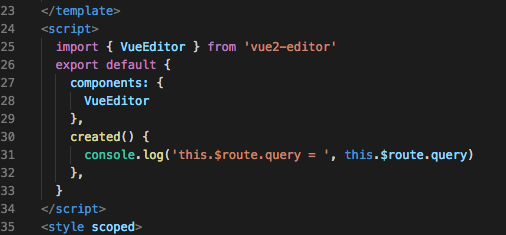 23 </template>
24 <script>
25 import { VueEditor } from 'vue2-editor'
26 export default {
27 components: {
28 VueEditor
29 },
30 created() {
31 console.log('this.$route.query = ', this.$route.query)
32 },
33 }
34 </script>
35 <style scoped>